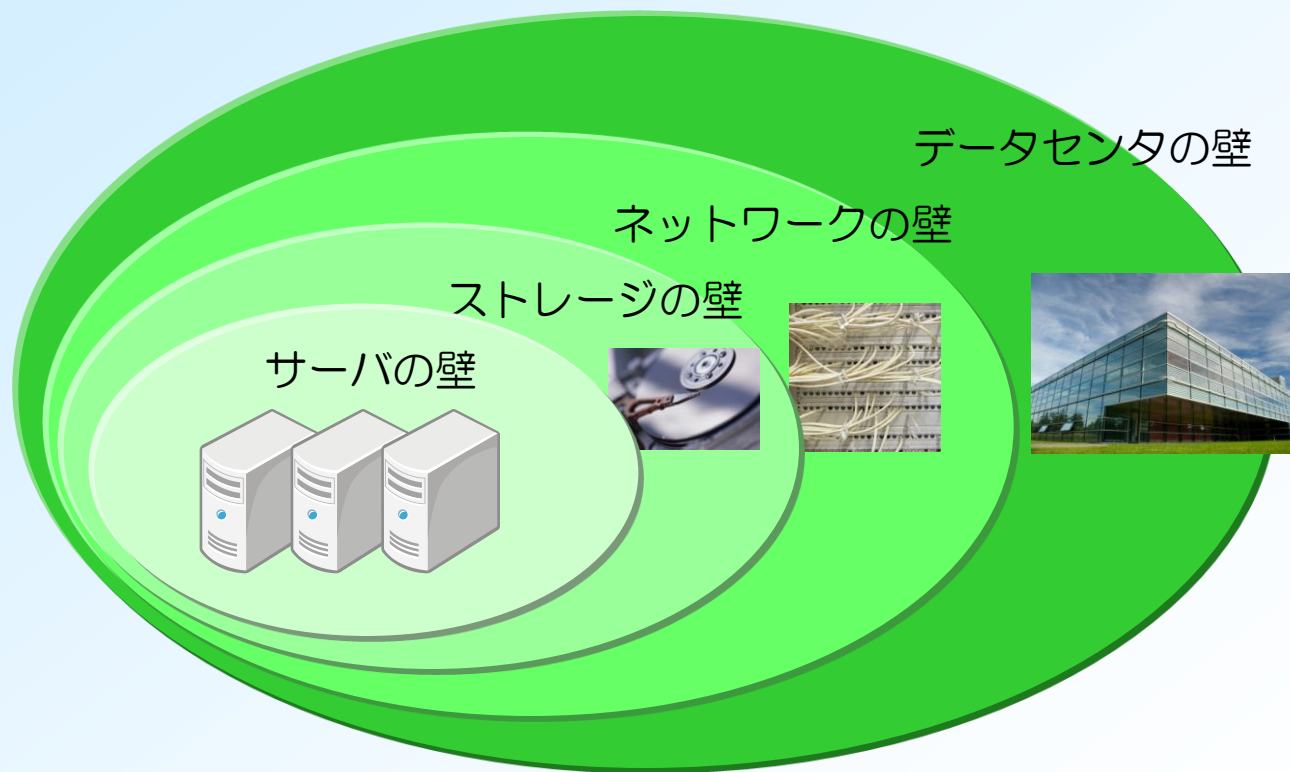 データセンタの壁
ネットワークの壁
ストレージの壁
サーバの壁